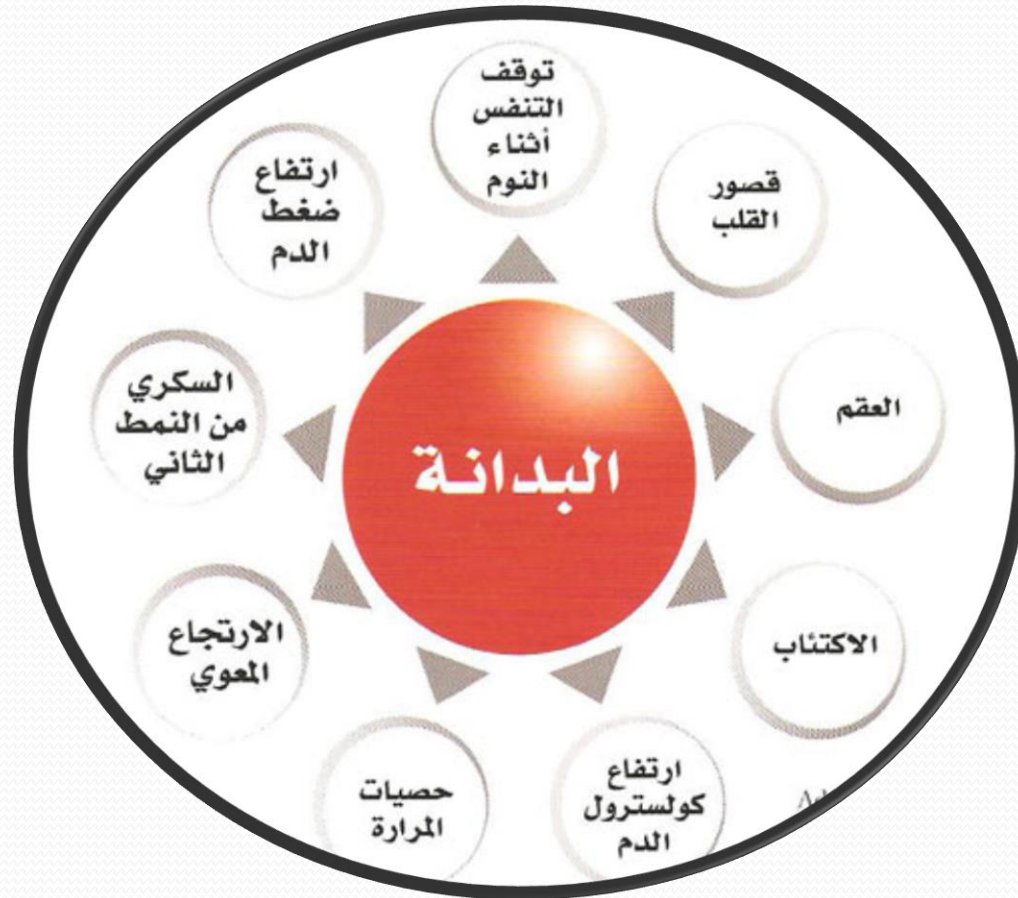 البدانة
توقف
التنفس
أثناء
النوم
قصور
القلب
العقم
الاكتئاب
ارتفاع
كولسترول
الدم
حصيات
المرارة
الارتجاع
المعوي
السكري
من النمط
الثاني
ارتفاع
ضغط
الدم